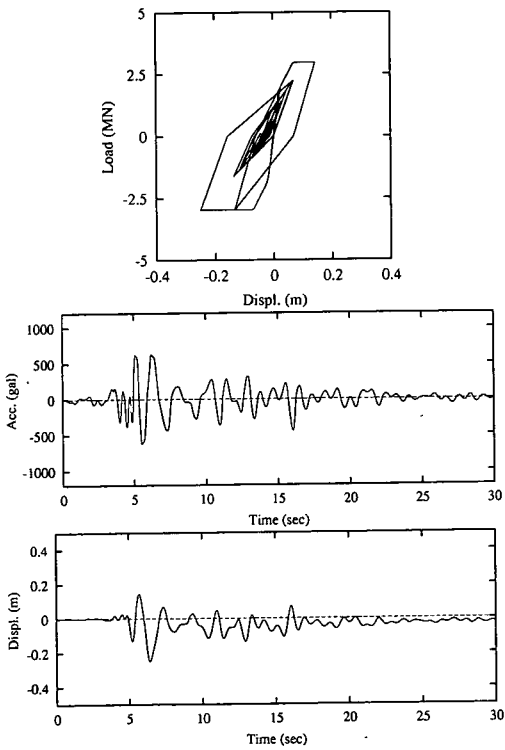 5
2.5
0
-2.5
-5
Load (MN)
-0.4 -0.2 0 0.2 0.4
Displ. (m)
1000
500
0
-500
-1000
Acc. (gal)
0 5 10 15 20 25 30
Time (sec)
0.4
0.2
0
-0.2
-0.4
Displ. (m)
0 5 10 15 20 25 30
Time (sec)